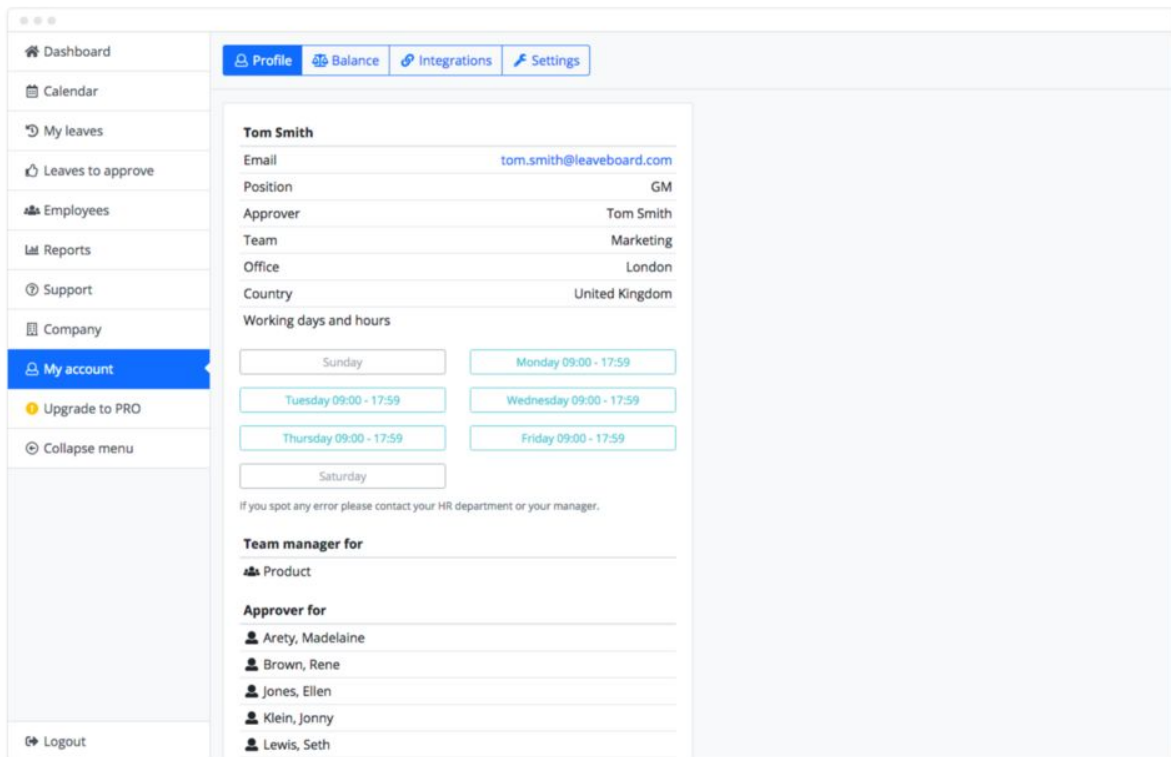 Dashboard
Calendar
My leaves
Leaves to approve
Employees
Reports
Support
Company
My account
Upgrade to PRO
Collapse menu
Logout
Profile Balance Integrations Settings
Tom Smith
Email tom.smith@leaveboard.com
Position GM
Approver Tom Smith
Team Marketing
Office London
Country United Kingdom
Working days and hours
Sunday Monday 09:00 - 17:59
Tuesday 09:00 - 17:59 Wednesday 09:00 - 17:59
Thursday 09:00 - 17:59 Friday 09:00 - 17:59
Saturday
If you spot any error please contact your HR department or your manager.
Team manager for
Product
Approver for
Arety, Madelaine
Brown, Rene
Jones, Ellen
Klein, Jonny
Lewis, Seth